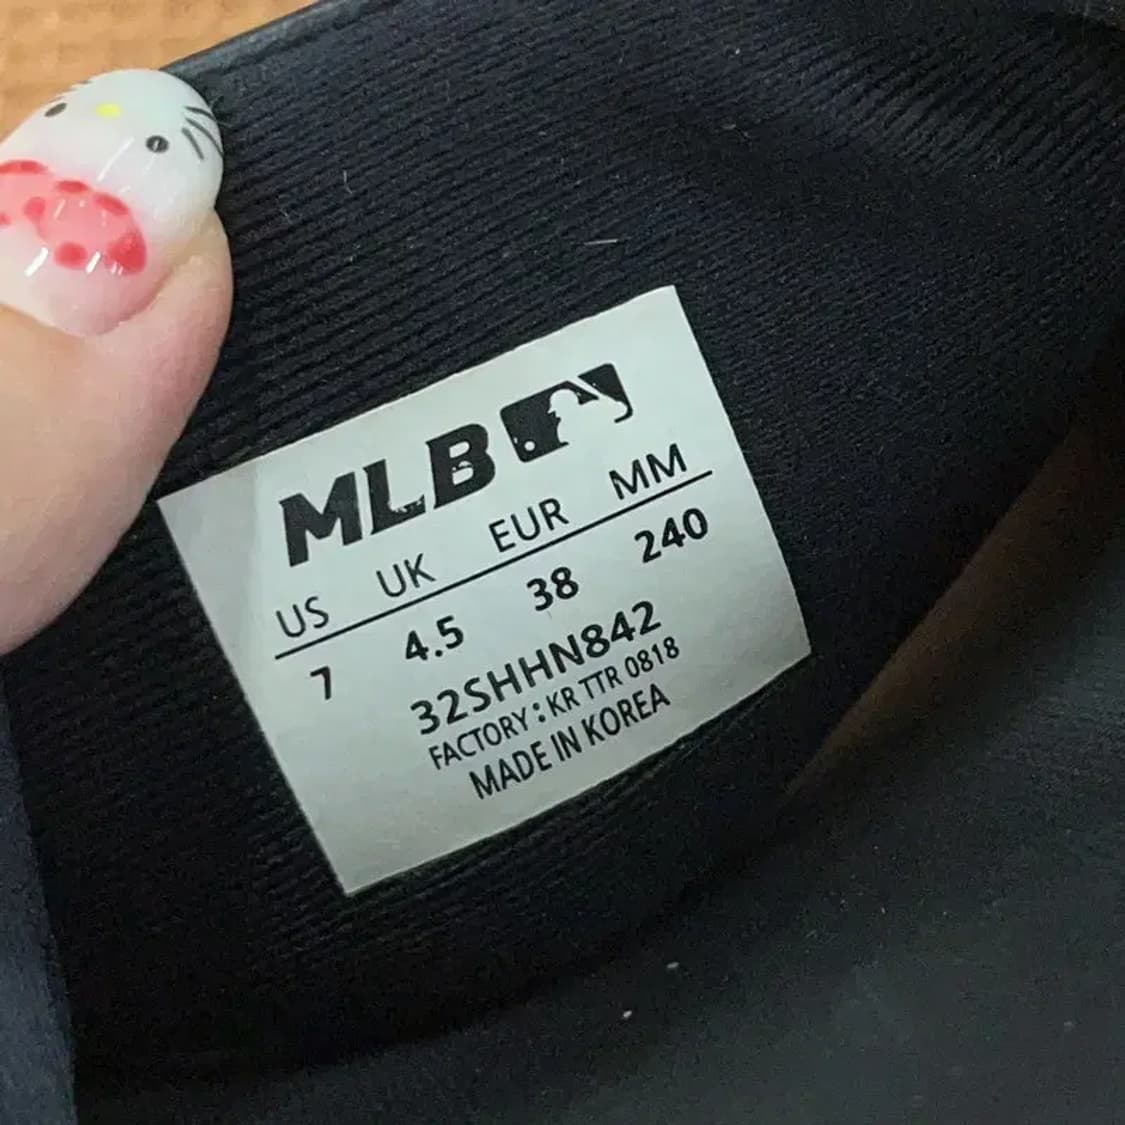 MLB
US UK EUR MM
7 4.5 38 240
32SHHN842
FACTORY : KR TTR 0818
MADE IN KOREA